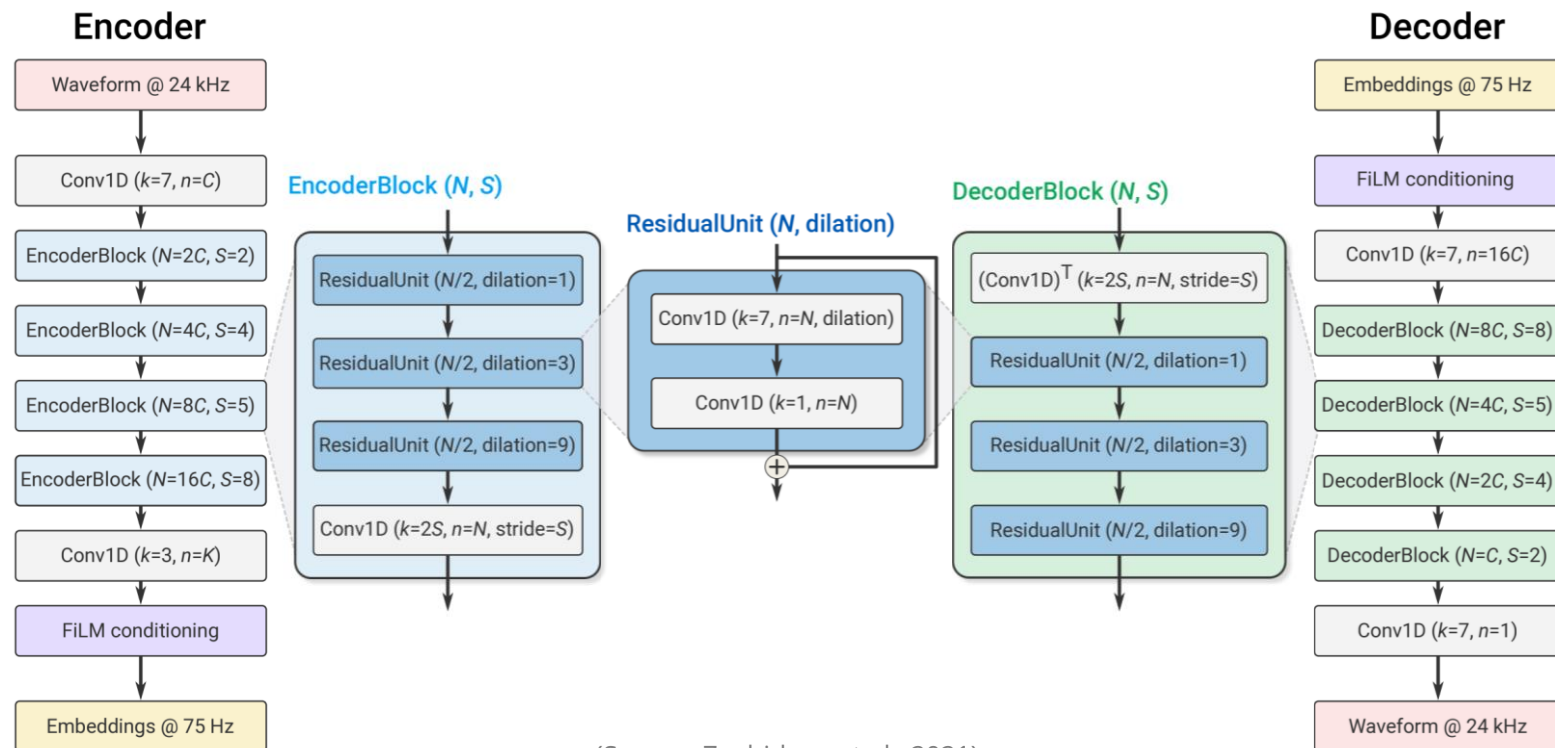 Encoder
Waveform @ 24 kHz
Conv1D (k=7, n=C)
EncoderBlock (N=2C, S=2)
EncoderBlock (N=4C, S=4)
EncoderBlock (N=8C, S=5)
EncoderBlock (N=16C, S=8)
Conv1D (k=3, n=K)
FiLM conditioning
Embeddings @ 75 Hz
EncoderBlock (N, S)
ResidualUnit (N/2, dilation=1)
ResidualUnit (N/2, dilation=3)
ResidualUnit (N/2, dilation=9)
Conv1D (k=2S, n=N, stride=S)
ResidualUnit (N, dilation)
Conv1D (k=7, n=N, dilation)
Conv1D (k=1, n=N)
+
DecoderBlock (N, S)
(Conv1D)ᵀ (k=2S, n=N, stride=S)
ResidualUnit (N/2, dilation=1)
ResidualUnit (N/2, dilation=3)
ResidualUnit (N/2, dilation=9)
Decoder
Embeddings @ 75 Hz
FiLM conditioning
Conv1D (k=7, n=16C)
DecoderBlock (N=8C, S=8)
DecoderBlock (N=4C, S=5)
DecoderBlock (N=2C, S=4)
DecoderBlock (N=C, S=2)
Conv1D (k=7, n=1)
Waveform @ 24 kHz